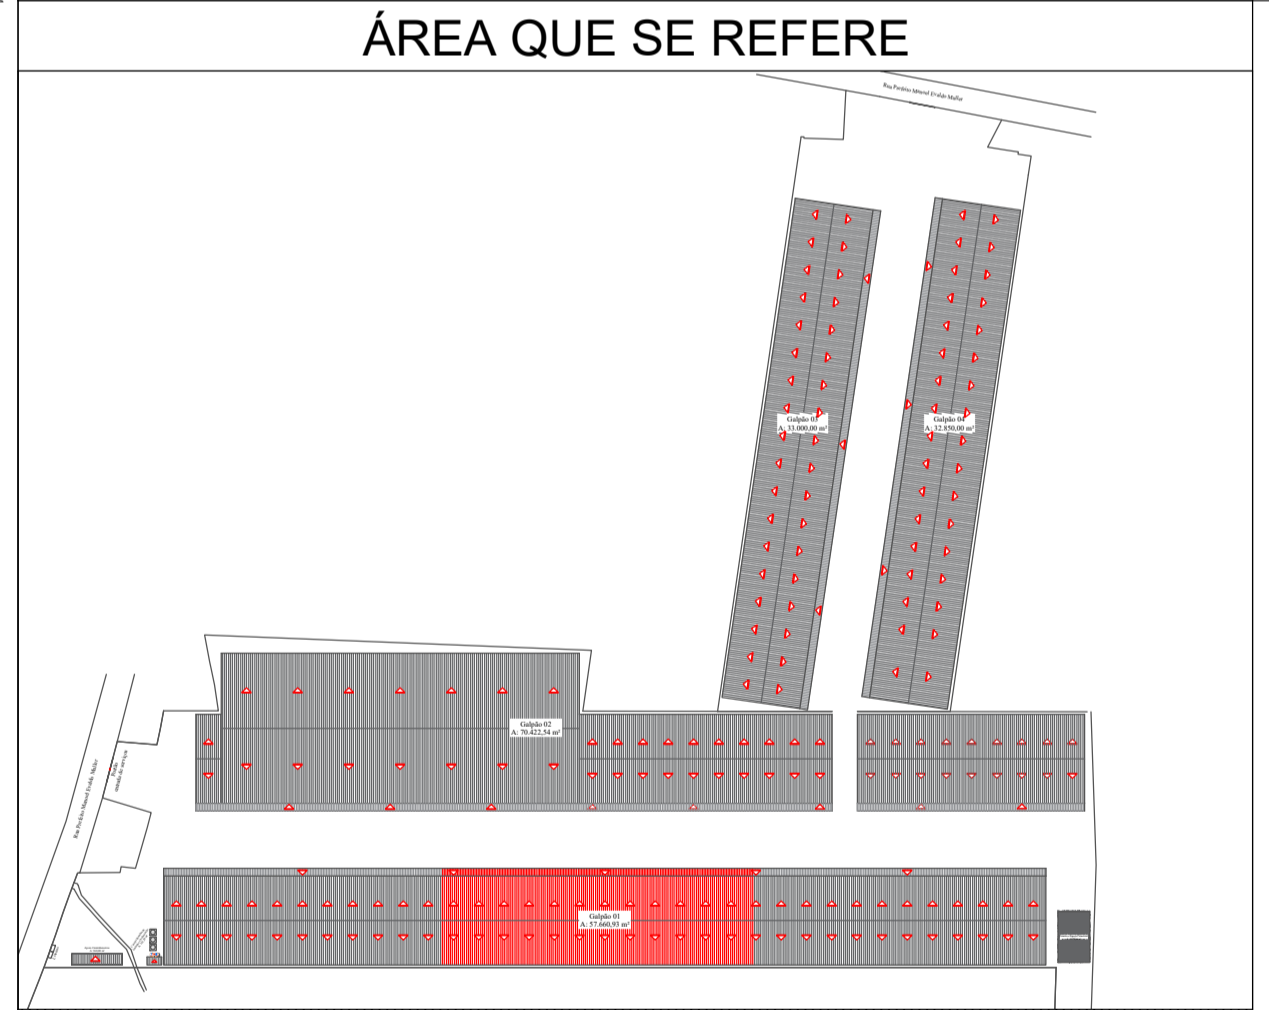 ÁREA QUE SE REFERE
Rua Prefeito Manoel Evaldo Muller
Galpão 03
A: 33.000,00 m²
Galpão 04
A: 32.850,00 m²
Galpão 02
A: 70.422,54 m²
Rua Prefeito Manoel Evaldo Muller
Galpão 01
A: 57.660,93 m²